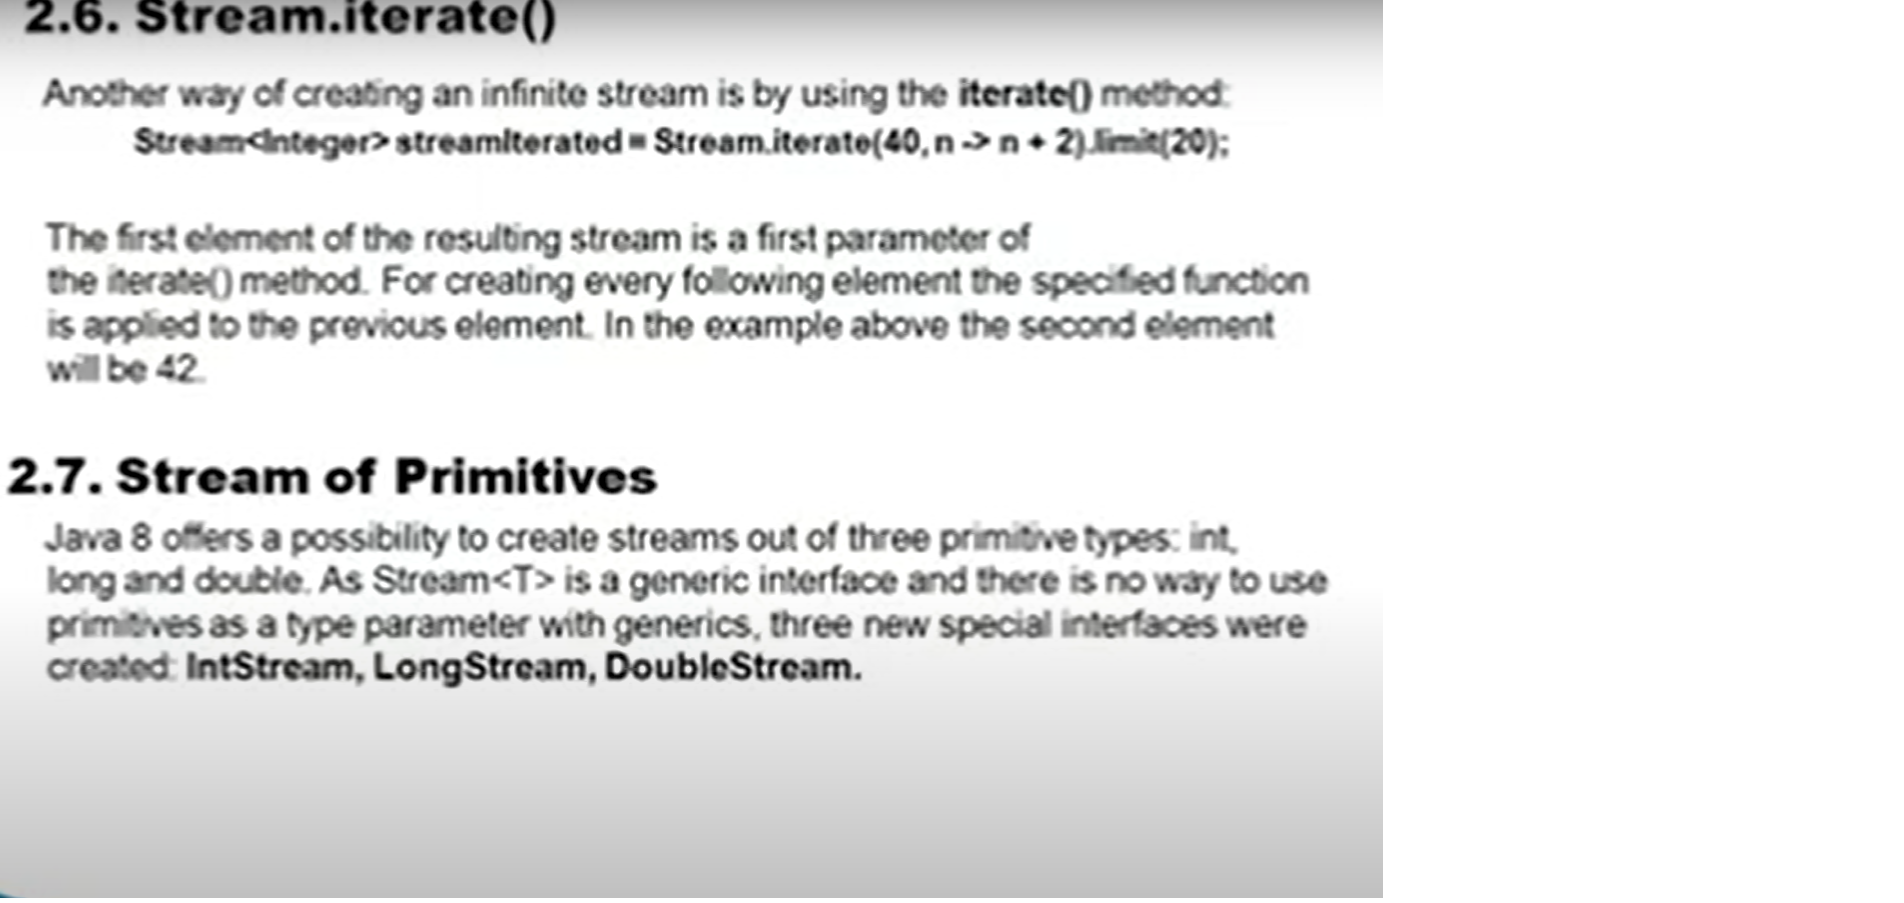 2.6. Stream.iterate()
Another way of creating an infinite stream is by using the iterate() method:
Stream<Integer> streamIterated = Stream.iterate(40, n -> n + 2).limit(20);
The first element of the resulting stream is a first parameter of
the iterate() method. For creating every following element the specified function
is applied to the previous element. In the example above the second element
will be 42.
2.7. Stream of Primitives
Java 8 offers a possibility to create streams out of three primitive types: int,
long and double. As Stream<T> is a generic interface and there is no way to use
primitives as a type parameter with generics, three new special interfaces were
created: IntStream, LongStream, DoubleStream.